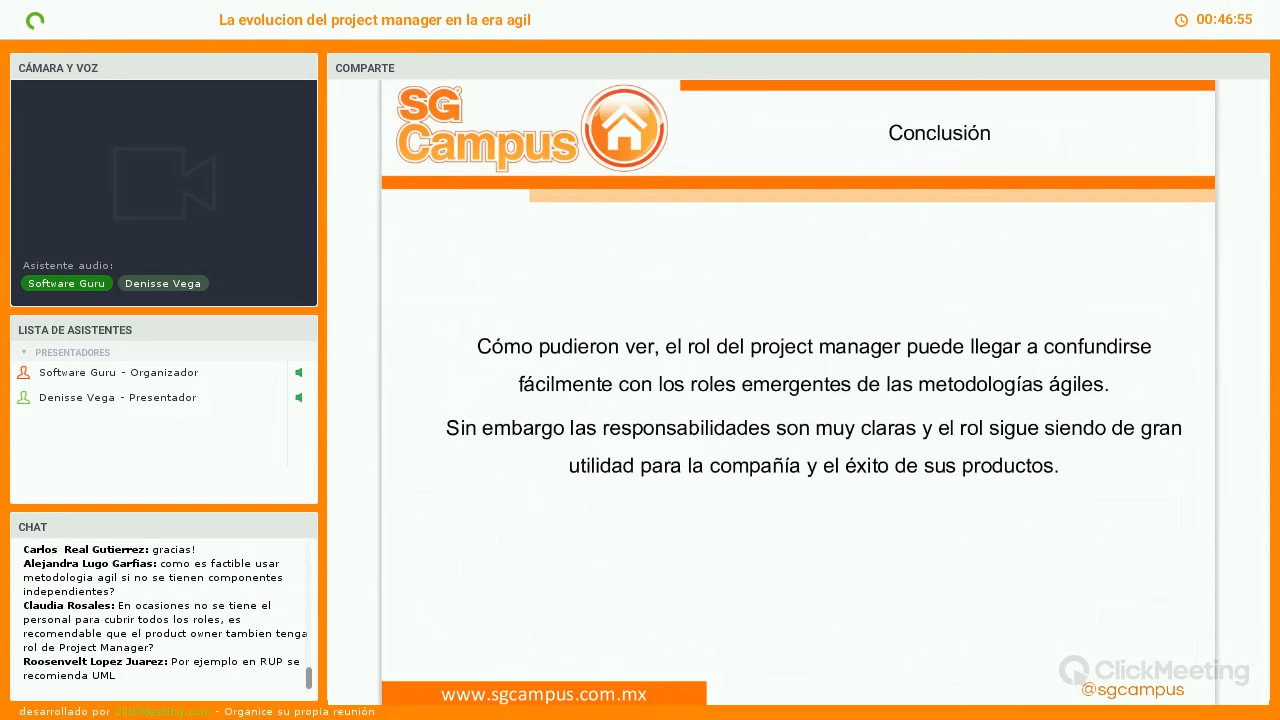 La evolucion del project manager en la era agil
00:46:55
CÁMARA Y VOZ
Asistente audio:
Software Guru
Denisse Vega
LISTA DE ASISTENTES
PRESENTADORES
Software Guru - Organizador
Denisse Vega - Presentador
CHAT
Carlos Real Gutierrez: gracias!
Alejandra Lugo Garfias: como es factible usar
metodologia agil si no se tienen componentes
independientes?
Claudia Rosales: En ocasiones no se tiene el
personal para cubrir todos los roles, es
recomendable que el product owner tambien tenga
rol de Project Manager?
Roosenvelt Lopez Juarez: Por ejemplo en RUP se
recomienda UML
COMPARTE
SG
Campus
Conclusión
Cómo pudieron ver, el rol del project manager puede llegar a confundirse
fácilmente con los roles emergentes de las metodologías ágiles.
Sin embargo las responsabilidades son muy claras y el rol sigue siendo de gran
utilidad para la compañía y el éxito de sus productos.
www.sgcampus.com.mx
ClickMeeting
@sgcampus
desarrollado por ClickMeeting.com - Organice su propia reunión